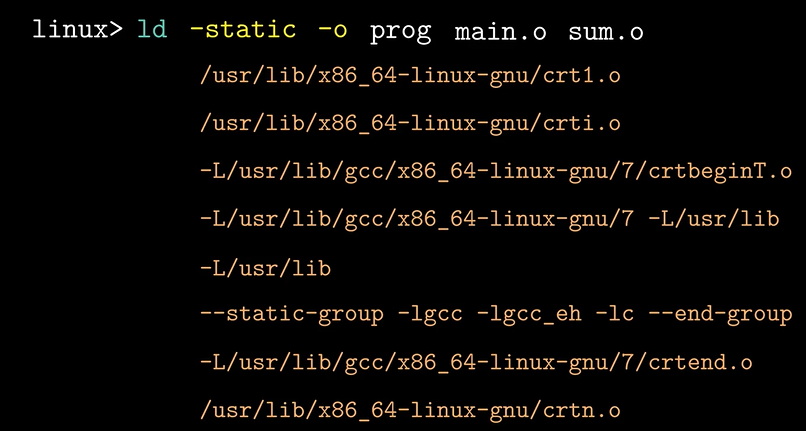 linux> ld -static -o prog main.o sum.o
/usr/lib/x86_64-linux-gnu/crt1.o
/usr/lib/x86_64-linux-gnu/crti.o
-L/usr/lib/gcc/x86_64-linux-gnu/7/crtbeginT.o
-L/usr/lib/gcc/x86_64-linux-gnu/7 -L/usr/lib
-L/usr/lib
--static-group -lgcc -lgcc_eh -lc --end-group
-L/usr/lib/gcc/x86_64-linux-gnu/7/crtend.o
/usr/lib/x86_64-linux-gnu/crtn.o